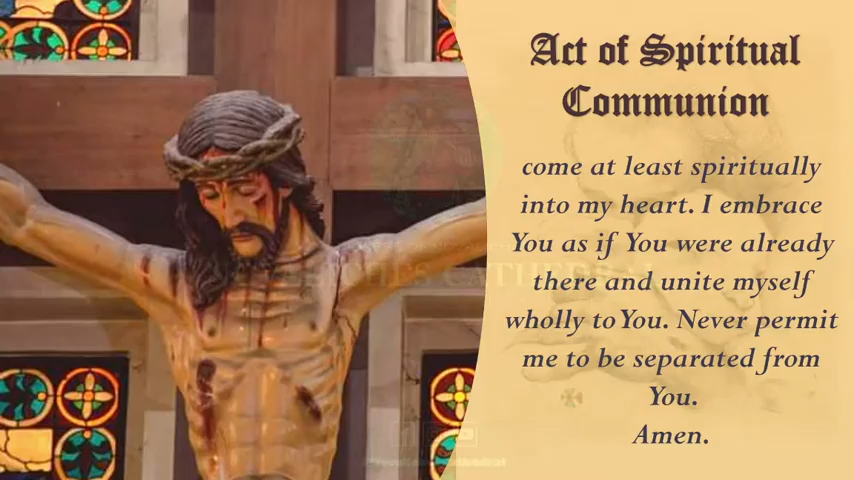 Act of Spiritual
Communion
come at least spiritually
into my heart. I embrace
You as if You were already
there and unite myself
wholly to You. Never permit
me to be separated from
You.
Amen.